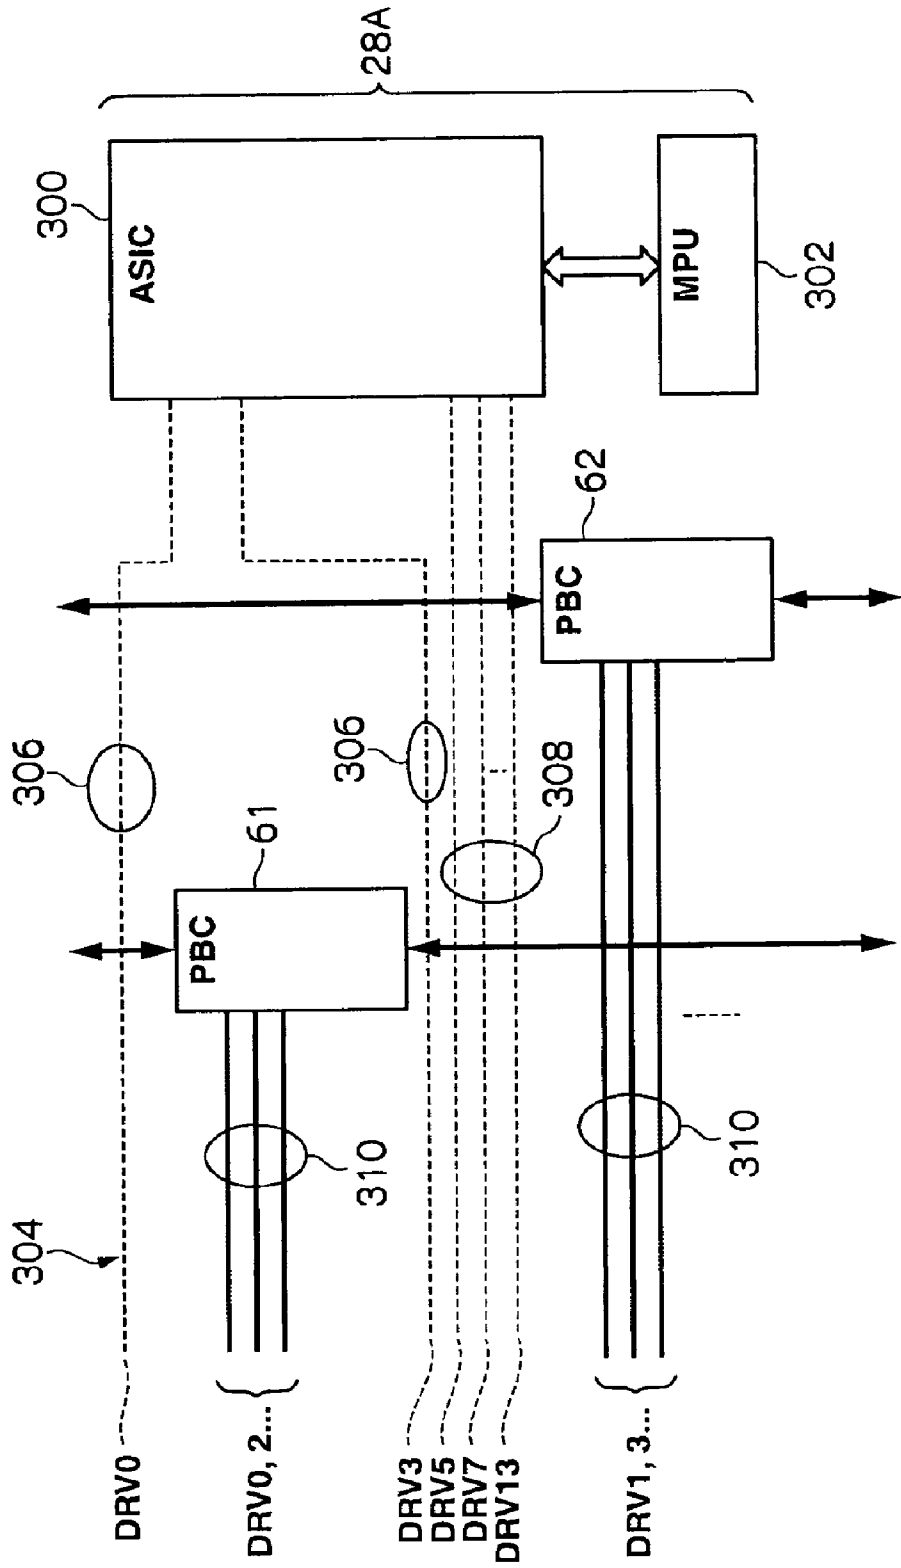 28A
300
ASIC
MPU
302
62
PBC
306
306
308
61
PBC
310
310
304
DRV0
DRV0, 2...
DRV3
DRV5
DRV7
DRV13
DRV1, 3...